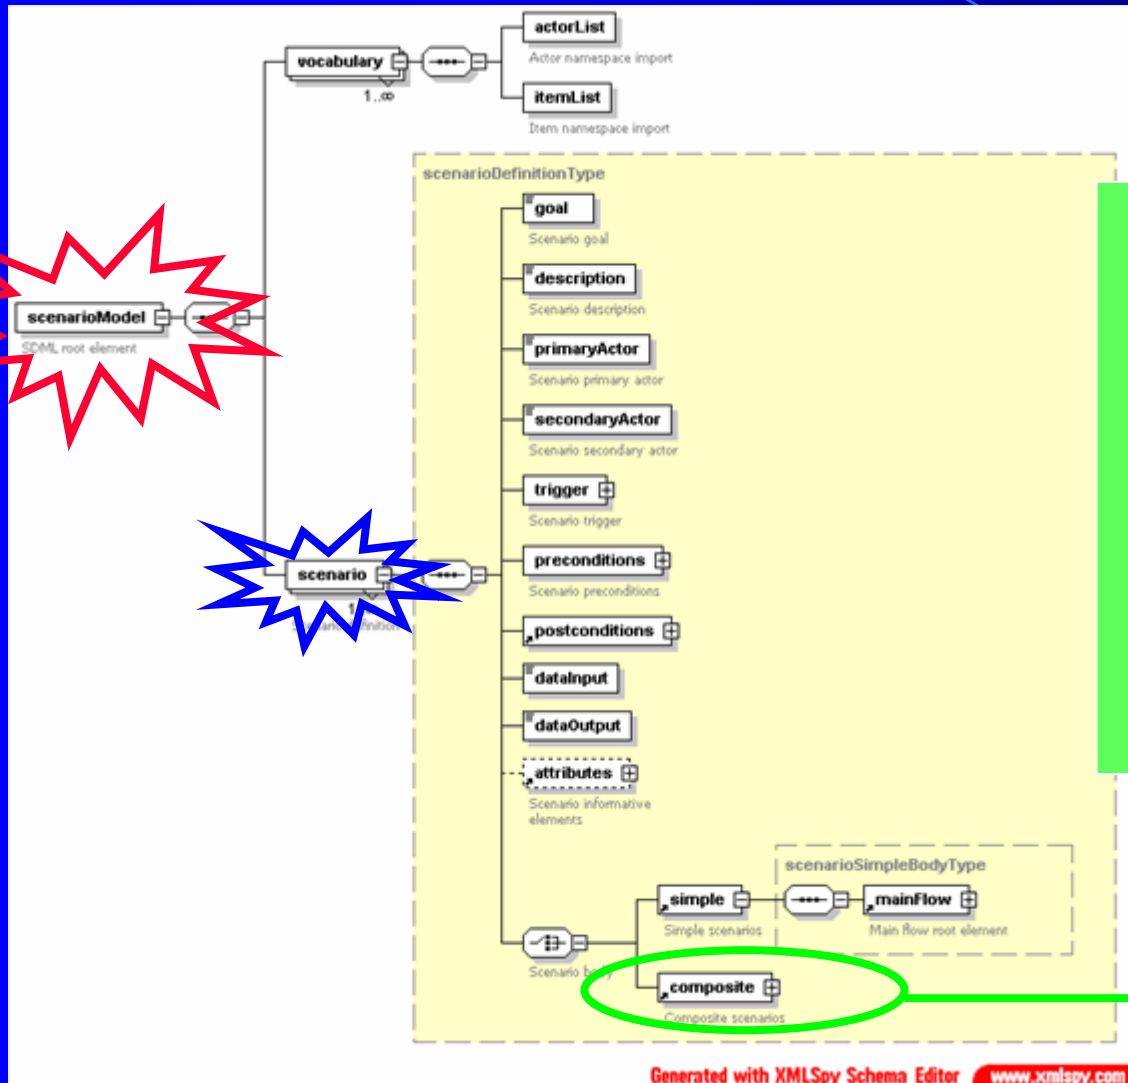 actorList
Actor namespace import
vocabulary
1..∞
itemList
Item namespace import
scenarioDefinitionType
goal
Scenario goal
description
Scenario description
scenarioModel
SDML root element
primaryActor
Scenario primary actor
secondaryActor
Scenario secondary actor
trigger
Scenario trigger
preconditions
Scenario preconditions
scenario
postconditions
dataInput
dataOutput
attributes
Scenario informative
elements
scenarioSimpleBodyType
simple
Simple scenarios
mainFlow
Main flow root element
Scenario body
composite
Composite scenarios
Generated with XMLSpy Schema Editor www.xmlspy.com